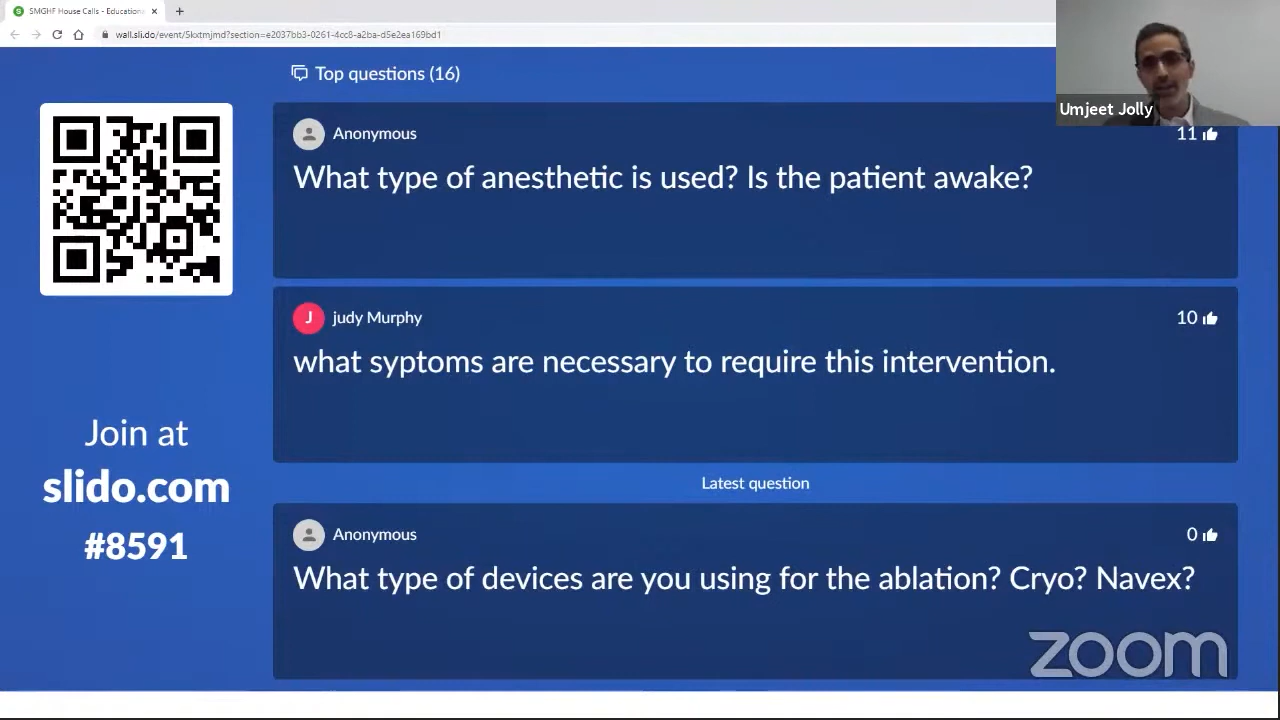 SMGHF House Calls - Educationa
wall.sli.do/event/5kxtmjmd?section=e2037bb3-0261-4cc8-a2ba-d5e2ea169bd1
Top questions (16)
Umjeet Jolly
Anonymous
11
What type of anesthetic is used? Is the patient awake?
J
judy Murphy
10
what syptoms are necessary to require this intervention.
Join at
slido.com
#8591
Latest question
Anonymous
0
What type of devices are you using for the ablation? Cryo? Navex?
zoom